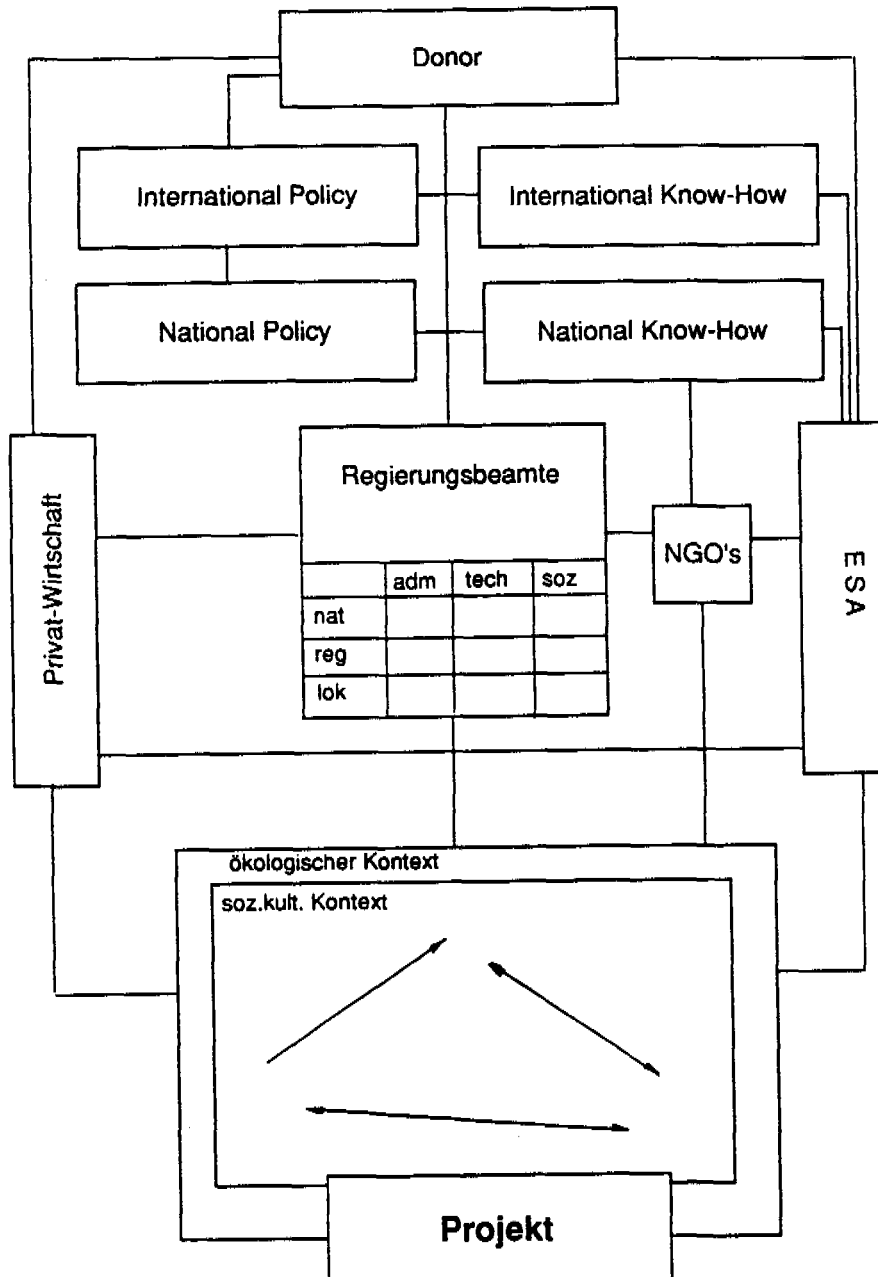 Donor
International Policy
International Know-How
National Policy
National Know-How
Privat-Wirtschaft
Regierungsbeamte
adm tech soz
nat
reg
lok
NGO's
ESA
ökologischer Kontext
soz.kult. Kontext
Projekt